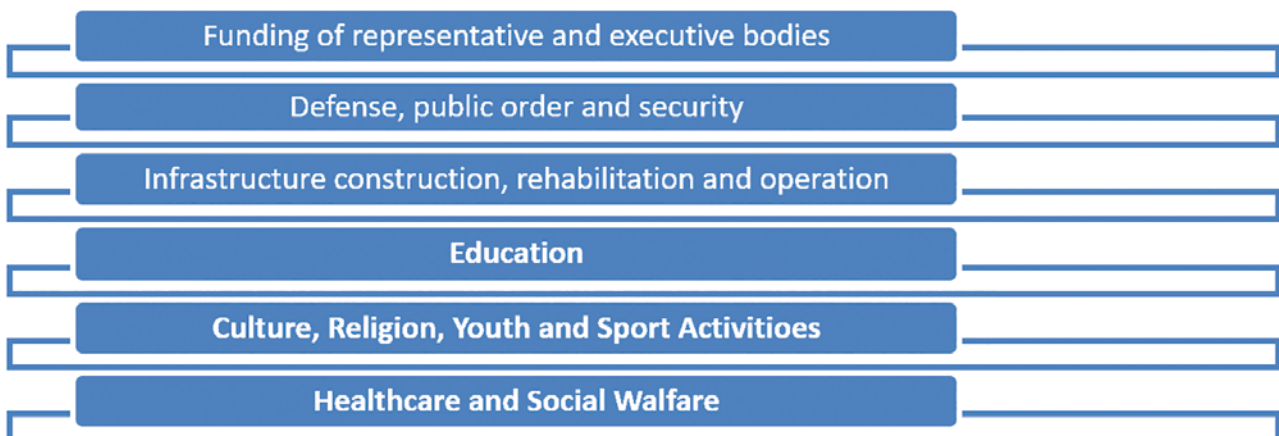 Funding of representative and executive bodies
Defense, public order and security
Infrastructure construction, rehabilitation and operation
Education
Culture, Religion, Youth and Sport Activitioes
Healthcare and Social Walfare